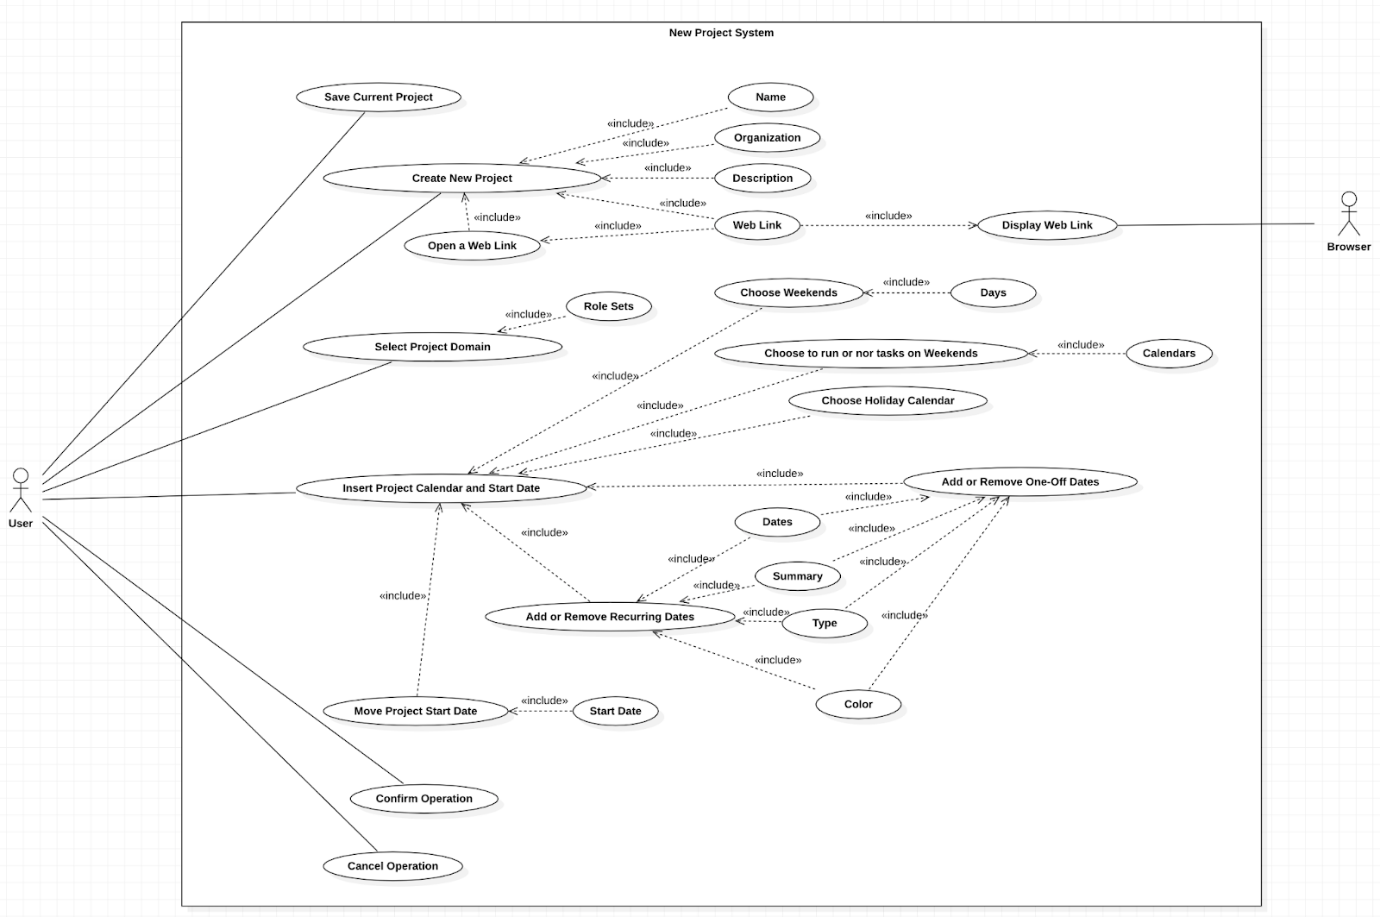 New Project System
Save Current Project
Name
«include»
Organization
«include»
«include»
Create New Project
Description
«include»
«include»
«include»
«include»
Web Link
Display Web Link
Open a Web Link
Browser
«include»
Choose Weekends
Days
Role Sets
«include»
Select Project Domain
Choose to run or nor tasks on Weekends
«include»
Calendars
«include»
Choose Holiday Calendar
«include»
«include»
«include»
Insert Project Calendar and Start Date
Add or Remove One-Off Dates
«include»
Dates
User
«include»
«include»
«include»
«include»
Summary
«include»
«include»
«include»
Add or Remove Recurring Dates
Type
«include»
«include»
«include»
Move Project Start Date
Start Date
Color
Confirm Operation
Cancel Operation